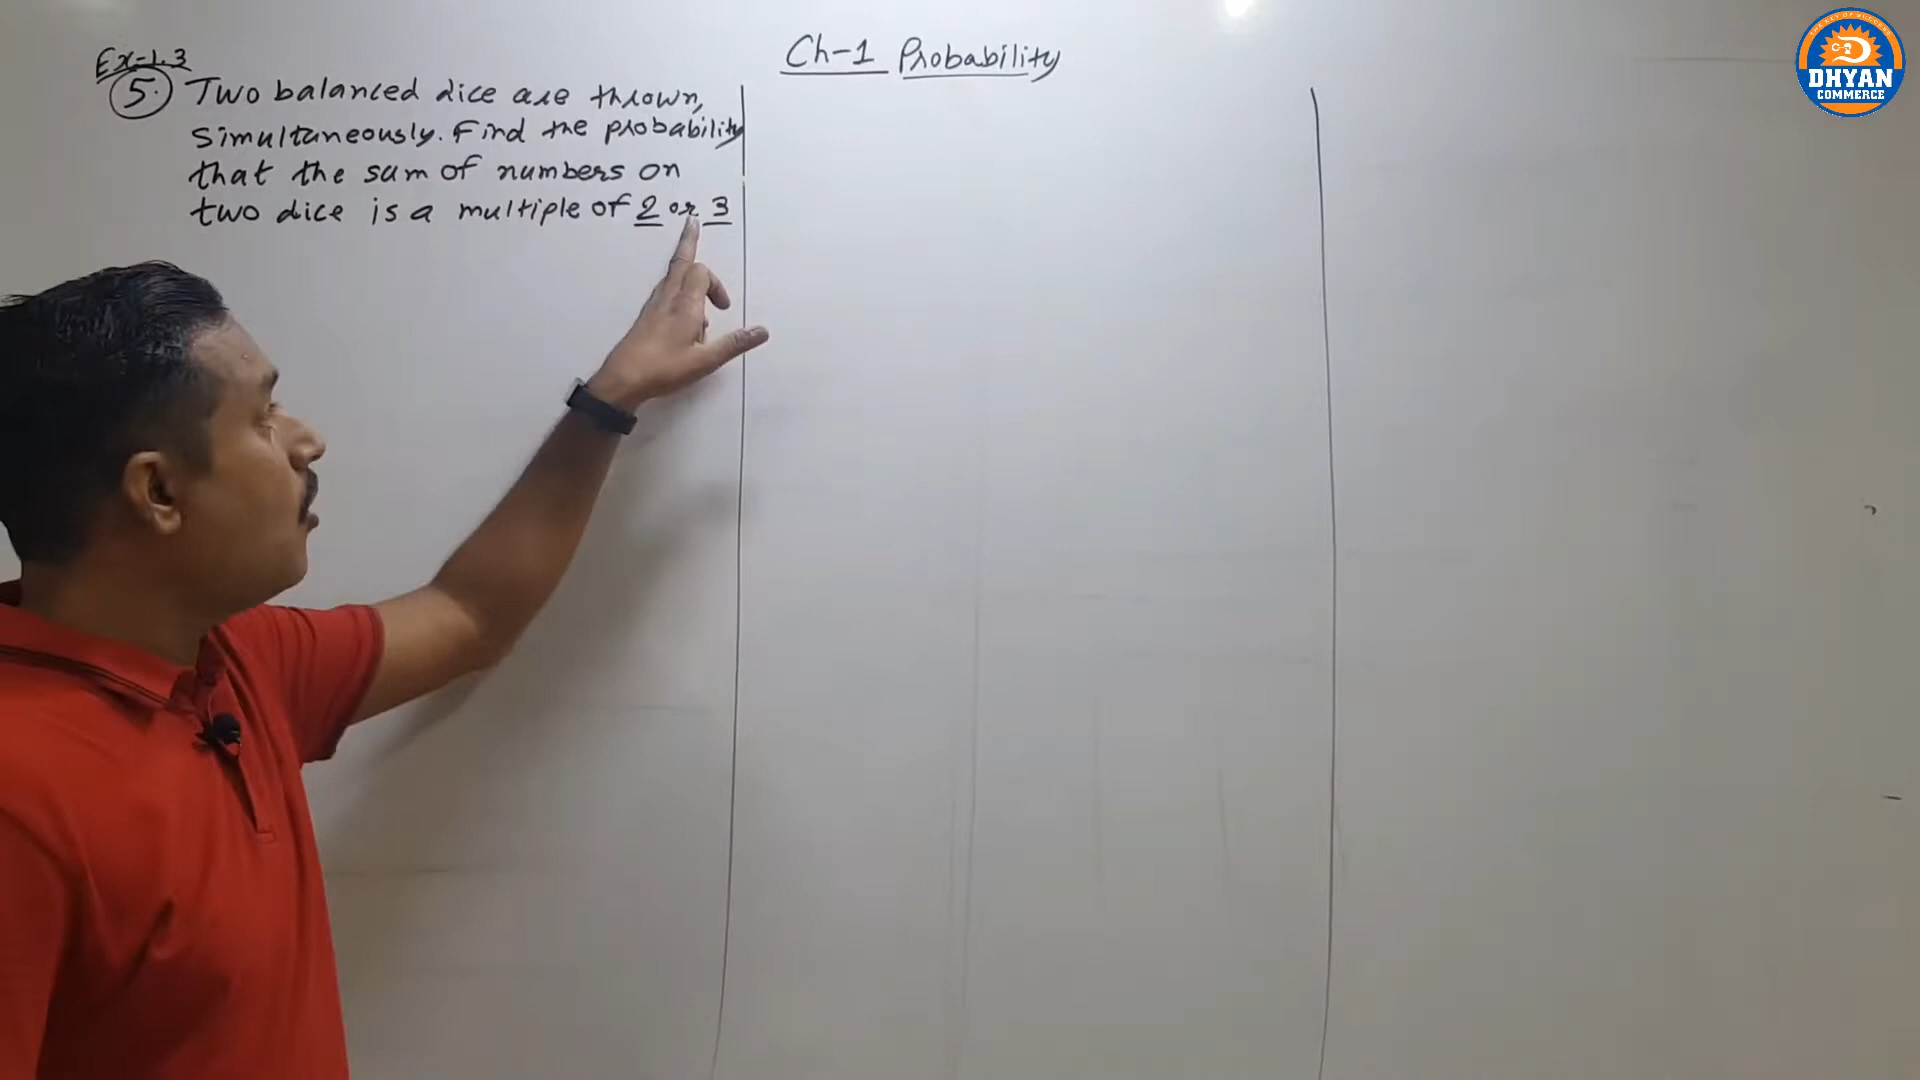 Ch-1 Probability
Ex-1.3
5. Two balanced dice are thrown,
simultaneously. Find the probability
that the sum of numbers on
two dice is a multiple of 2 or 3
DHYAN
COMMERCE